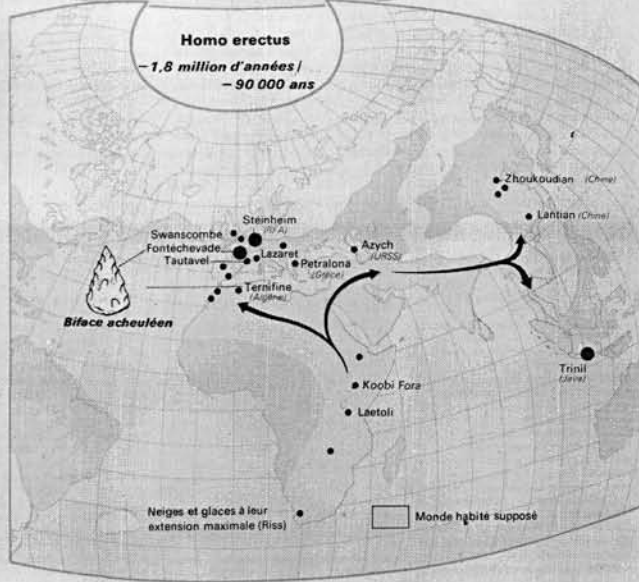 Homo erectus
–1,8 million d'années /
– 90 000 ans
Zhoukoudian (Chine)
Lantian (Chine)
Steinheim
(RFA)
Swanscombe
Fontéchevade
Tautavel
Lazaret
Petralona
(Grèce)
Azych
(URSS)
Ternifine
(Algérie)
Biface acheuléen
Trinil
(Java)
Koobi Fora
Laetoli
Neiges et glaces à leur
extension maximale (Riss)
Monde habité supposé